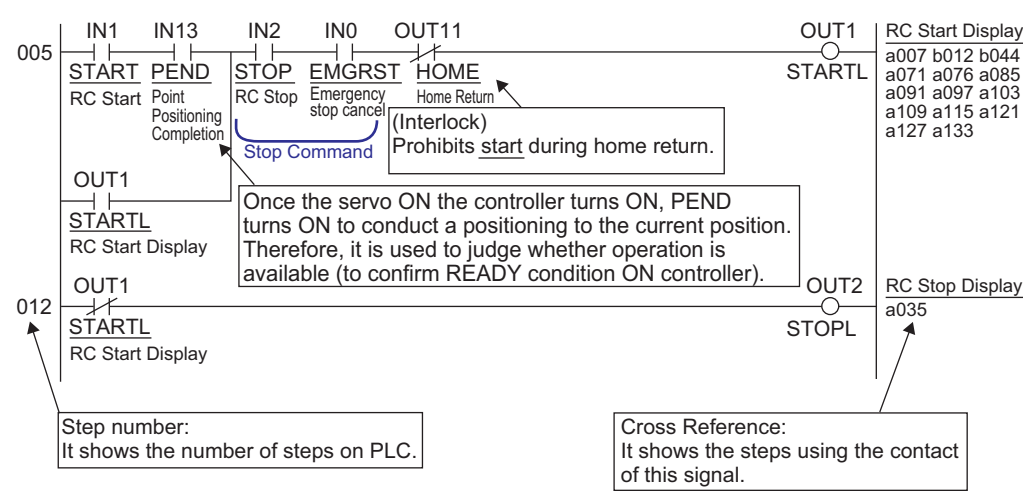 IN1 IN13 IN2 IN0 OUT11 OUT1 RC Start Display
005
START PEND STOP EMGRST HOME STARTL
RC Start Point Positioning Completion RC Stop Emergency stop cancel Home Return
a007 b012 b044
a071 a076 a085
a091 a097 a103
a109 a115 a121
a127 a133
Stop Command
(Interlock)
Prohibits start during home return.
OUT1
STARTL
RC Start Display
Once the servo ON the controller turns ON, PEND
turns ON to conduct a positioning to the current position.
Therefore, it is used to judge whether operation is
available (to confirm READY condition ON controller).
OUT1 OUT2 RC Stop Display
012 a035
STARTL STOPL
RC Start Display
Step number:
It shows the number of steps on PLC.
Cross Reference:
It shows the steps using the contact
of this signal.